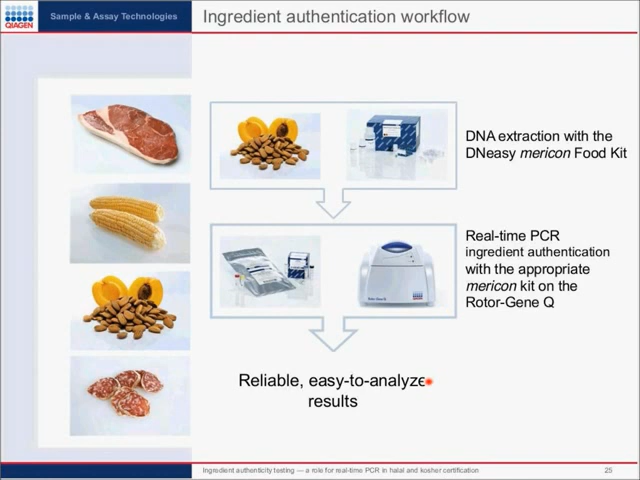 QIAGEN
Sample & Assay Technologies
Ingredient authentication workflow
DNA extraction with the
DNeasy mericon Food Kit
Real-time PCR
ingredient authentication
with the appropriate
mericon kit on the
Rotor-Gene Q
Rotor-Gene Q
Reliable, easy-to-analyze
results
Ingredient authenticity testing — a role for real-time PCR in halal and kosher certification
25